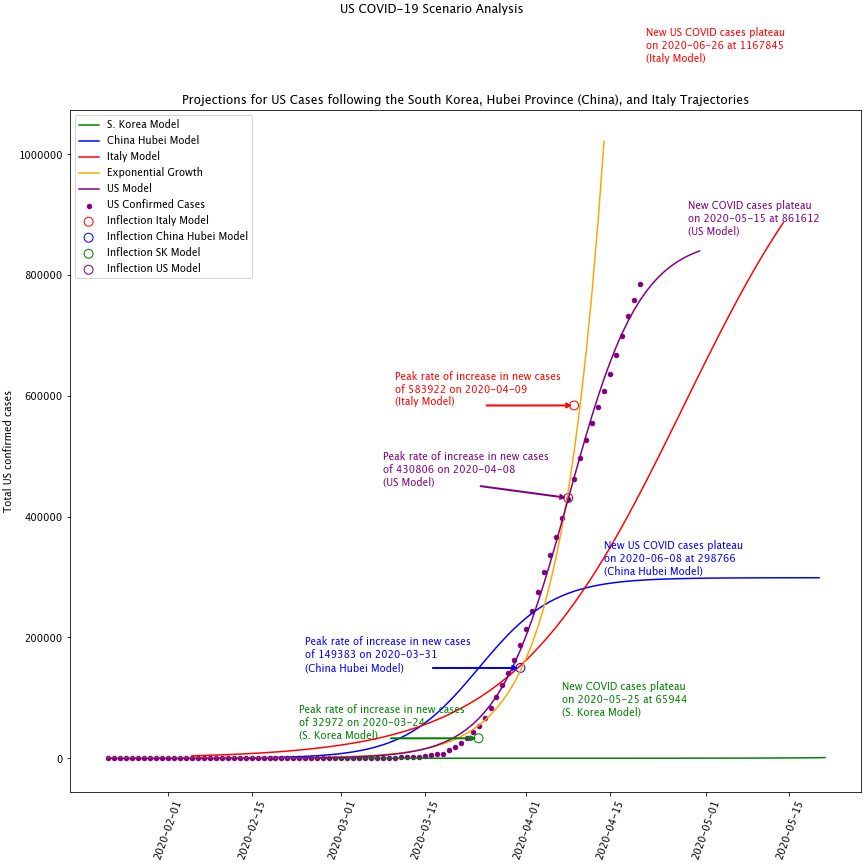 US COVID-19 Scenario Analysis
New US COVID cases plateau
on 2020-06-26 at 1167845
(Italy Model)
Projections for US Cases following the South Korea, Hubei Province (China), and Italy Trajectories
S. Korea Model
China Hubei Model
Italy Model
Exponential Growth
US Model
US Confirmed Cases
Inflection Italy Model
Inflection China Hubei Model
Inflection SK Model
Inflection US Model
New COVID cases plateau
on 2020-05-15 at 861612
(US Model)
Peak rate of increase in new cases
of 583922 on 2020-04-09
(Italy Model)
Peak rate of increase in new cases
of 430806 on 2020-04-08
(US Model)
New US COVID cases plateau
on 2020-06-08 at 298766
(China Hubei Model)
Peak rate of increase in new cases
of 149383 on 2020-03-31
(China Hubei Model)
New COVID cases plateau
on 2020-05-25 at 65944
(S. Korea Model)
Peak rate of increase in new cases
of 32972 on 2020-03-24
(S. Korea Model)
Total US confirmed cases
1000000
800000
600000
400000
200000
0
2020-02-01
2020-02-15
2020-03-01
2020-03-15
2020-04-01
2020-04-15
2020-05-01
2020-05-15